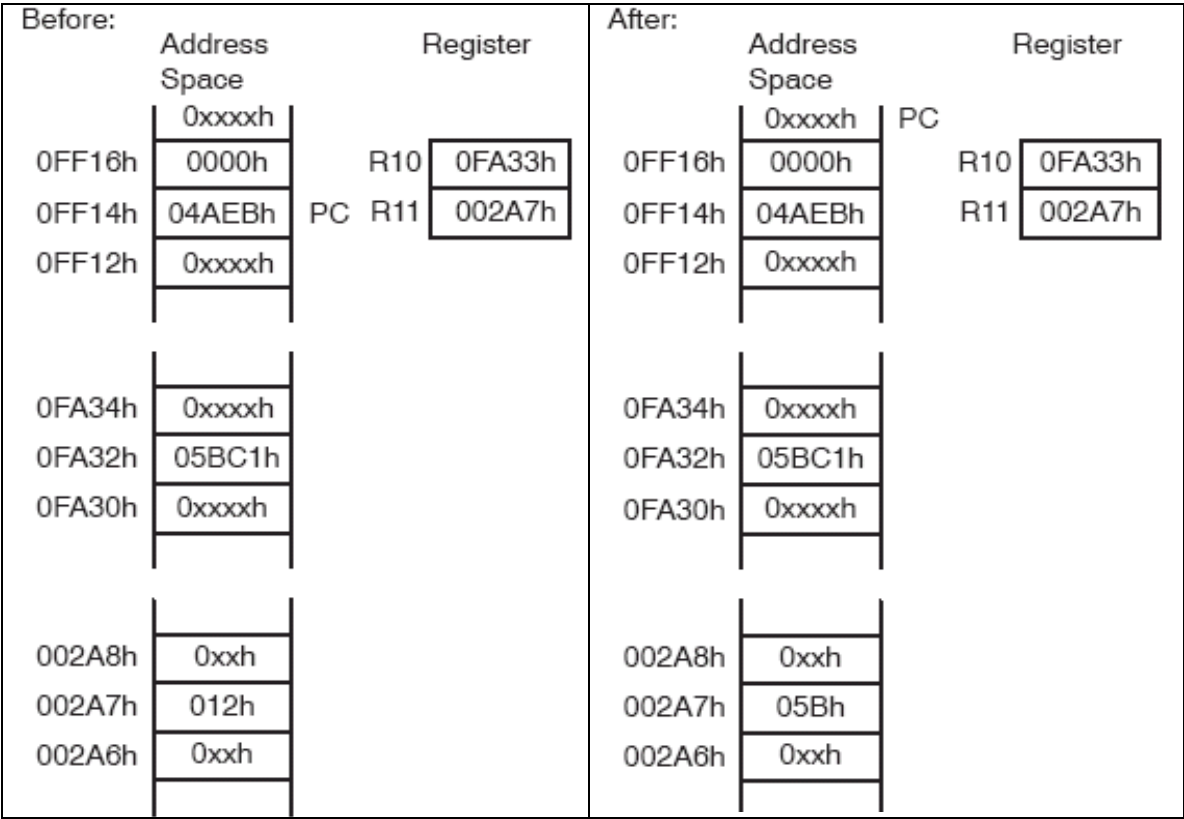 Before:
Address Space Register
0xxxxh
0FF16h 0000h R10 0FA33h
0FF14h 04AEBh PC R11 002A7h
0FF12h 0xxxxh
0FA34h 0xxxxh
0FA32h 05BC1h
0FA30h 0xxxxh
002A8h 0xxh
002A7h 012h
002A6h 0xxh
After:
Address Space Register
0xxxxh PC
0FF16h 0000h R10 0FA33h
0FF14h 04AEBh R11 002A7h
0FF12h 0xxxxh
0FA34h 0xxxxh
0FA32h 05BC1h
0FA30h 0xxxxh
002A8h 0xxh
002A7h 05Bh
002A6h 0xxh